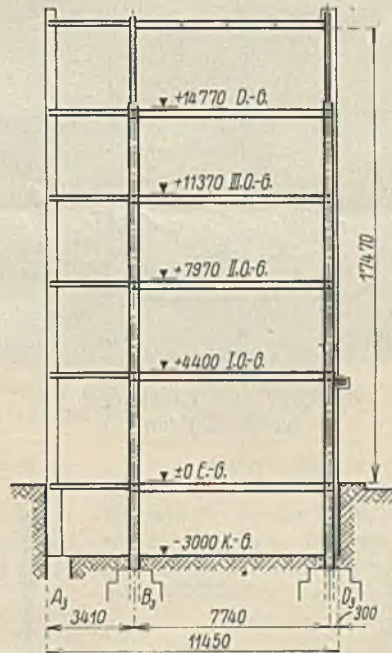 +14770 D.-G.
+11370 III.O.-G.
+7970 II.O.-G.
17470
+4400 I.O.-G.
±0 E.-G.
-3000 K.-G.
A₃ B₃ D₃
3410 7740 300
11450